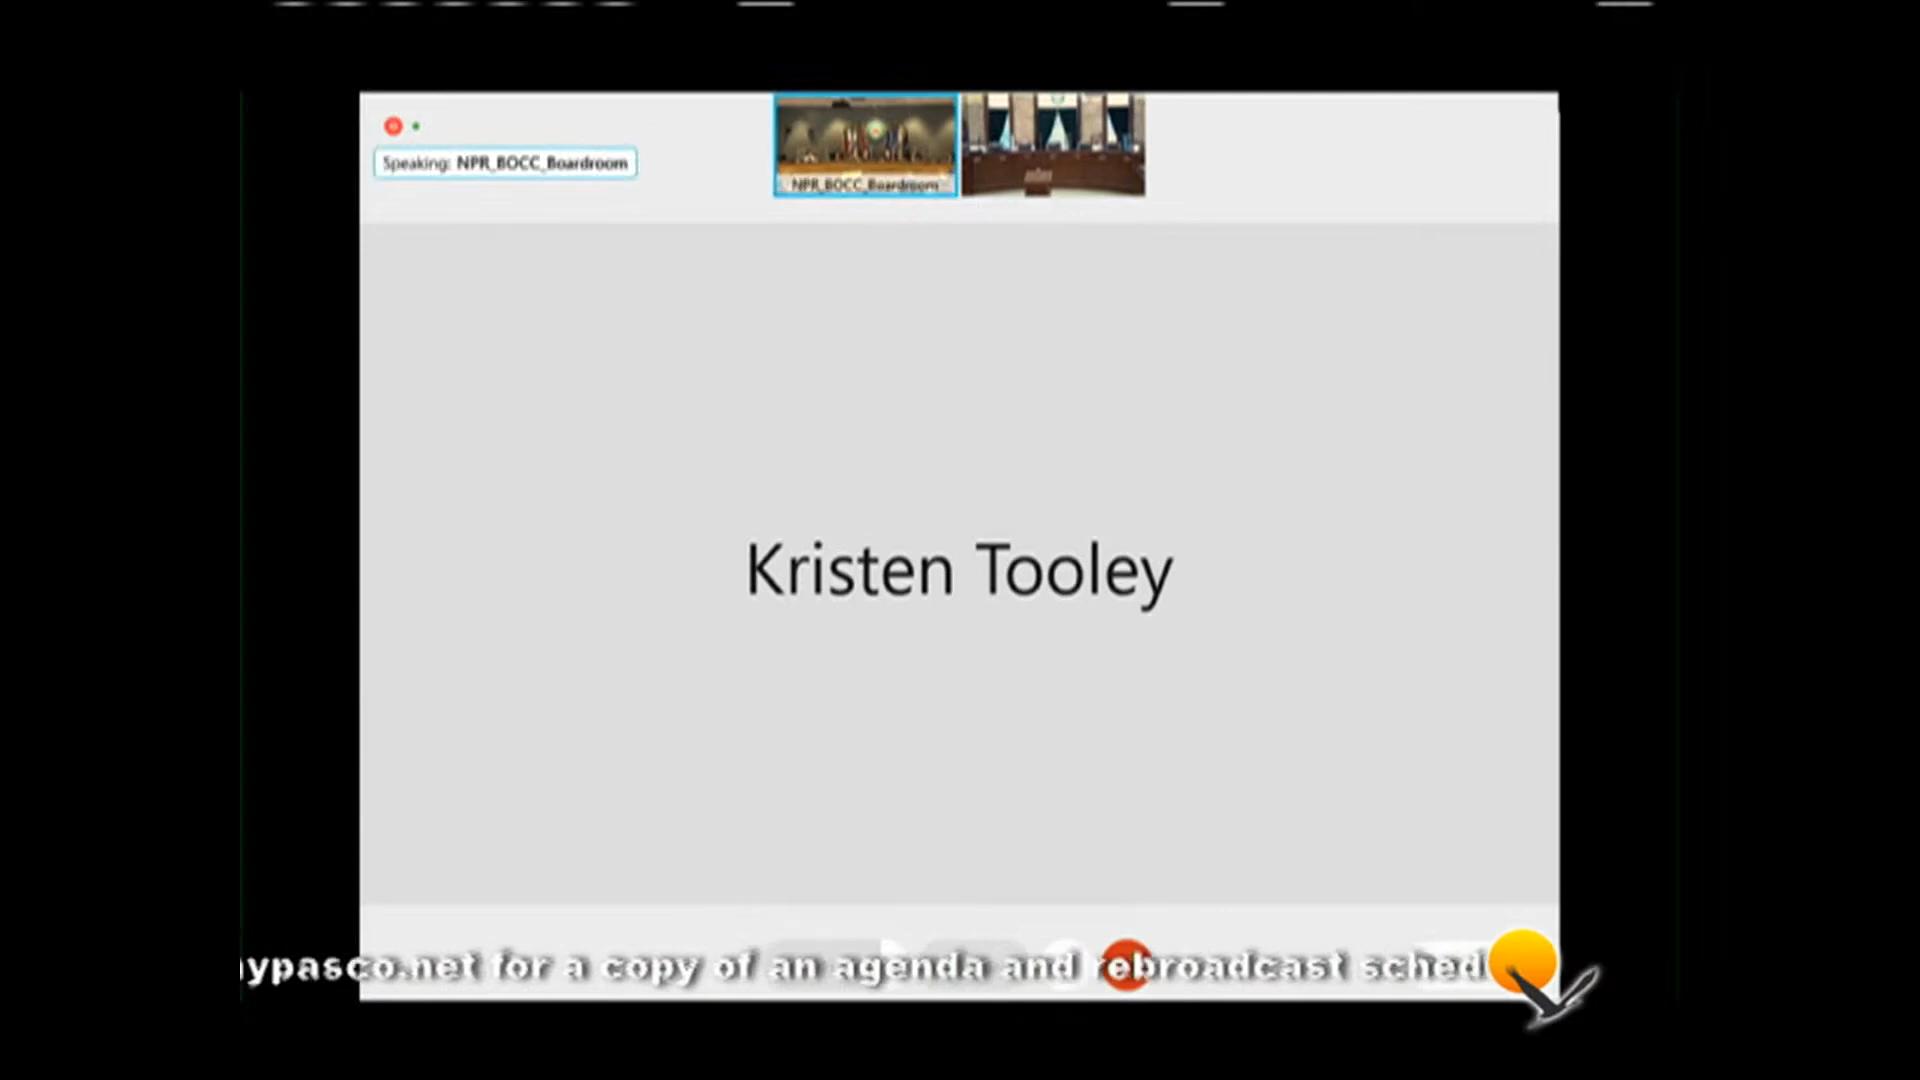 Speaking: NPR_BOCC_Boardroom
NPR_BOCC_Boardroom
Kristen Tooley
ypasco.net for a copy of an agenda and rebroadcast sched